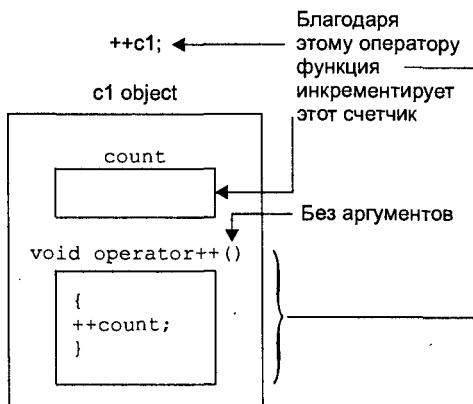 ++c1;
Благодаря
этому оператору
функция
инкрементирует
этот счетчик
c1 object
count
Без аргументов
void operator++()
{
++count;
}